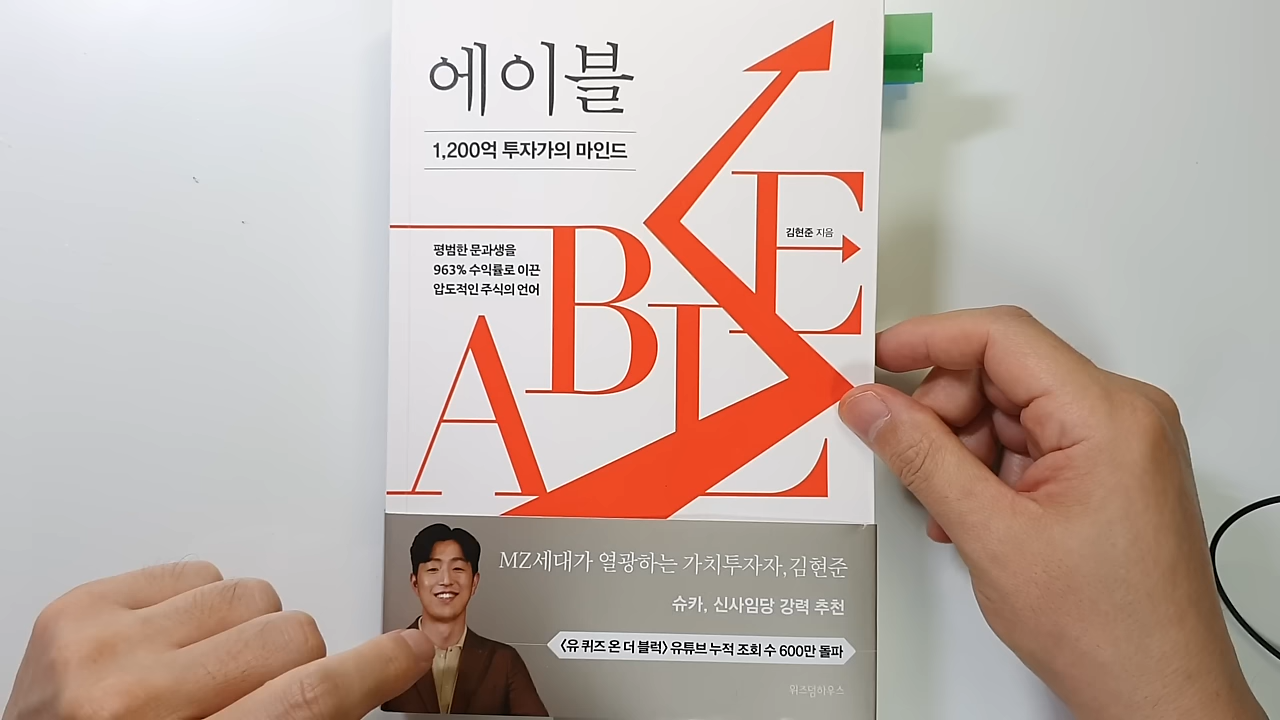 에이블
1,200억 투자가의 마인드
김현준 지음
평범한 문과생을
963% 수익률로 이끈
압도적인 주식의 언어
ABLE
MZ세대가 열광하는 가치투자자, 김현준
슈카, 신사임당 강력 추천
〈유 퀴즈 온 더 블럭〉 유튜브 누적 조회 수 600만 돌파
위즈덤하우스